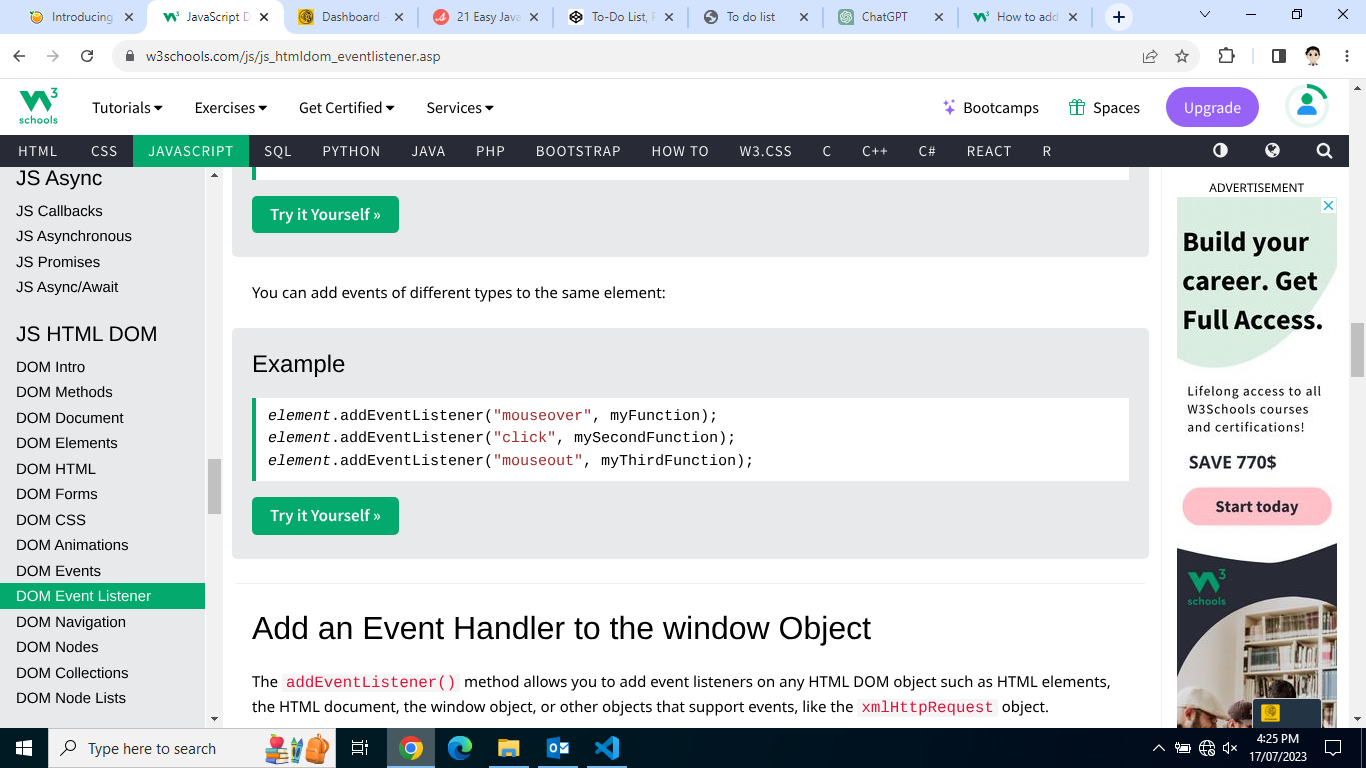 Introducing
JavaScript D
Dashboard
21 Easy Java
To-Do List, F
To do list
ChatGPT
How to add
w3schools.com/js/js_htmldom_eventlistener.asp
3
schools
Tutorials
Exercises
Get Certified
Services
Bootcamps
Spaces
Upgrade
HTML
CSS
JAVASCRIPT
SQL
PYTHON
JAVA
PHP
BOOTSTRAP
HOW TO
W3.CSS
C
C++
C#
REACT
R
JS Async
JS Callbacks
JS Asynchronous
JS Promises
JS Async/Await
JS HTML DOM
DOM Intro
DOM Methods
DOM Document
DOM Elements
DOM HTML
DOM Forms
DOM CSS
DOM Animations
DOM Events
DOM Event Listener
DOM Navigation
DOM Nodes
DOM Collections
DOM Node Lists
Try it Yourself »
You can add events of different types to the same element:
Example
element.addEventListener("mouseover", myFunction);
element.addEventListener("click", mySecondFunction);
element.addEventListener("mouseout", myThirdFunction);
Try it Yourself »
Add an Event Handler to the window Object
The addEventListener() method allows you to add event listeners on any HTML DOM object such as HTML elements,
the HTML document, the window object, or other objects that support events, like the xmlHttpRequest object.
ADVERTISEMENT
Build your
career. Get
Full Access.
Lifelong access to all
W3Schools courses
and certifications!
SAVE 770$
Start today
3
schools
Type here to search
4:25 PM
17/07/2023